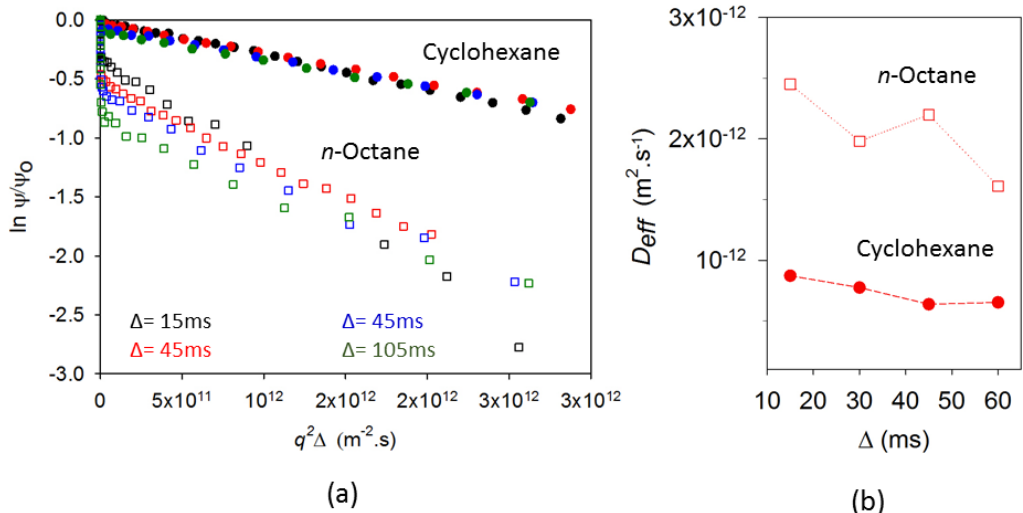 (a)
0.0
-0.5
-1.0
-1.5
-2.0
-2.5
-3.0
ln ψ/ψo
Cyclohexane
n-Octane
Δ= 15ms
Δ= 45ms
Δ= 45ms
Δ= 105ms
0 5x10¹¹ 10¹² 2x10¹² 2x10¹² 3x10¹² 3x10¹²
q²Δ (m⁻².s)
(a)
3x10⁻¹²
2x10⁻¹²
10⁻¹²
Deff (m².s⁻¹)
n-Octane
Cyclohexane
10 20 30 40 50 60
Δ (ms)
(b)